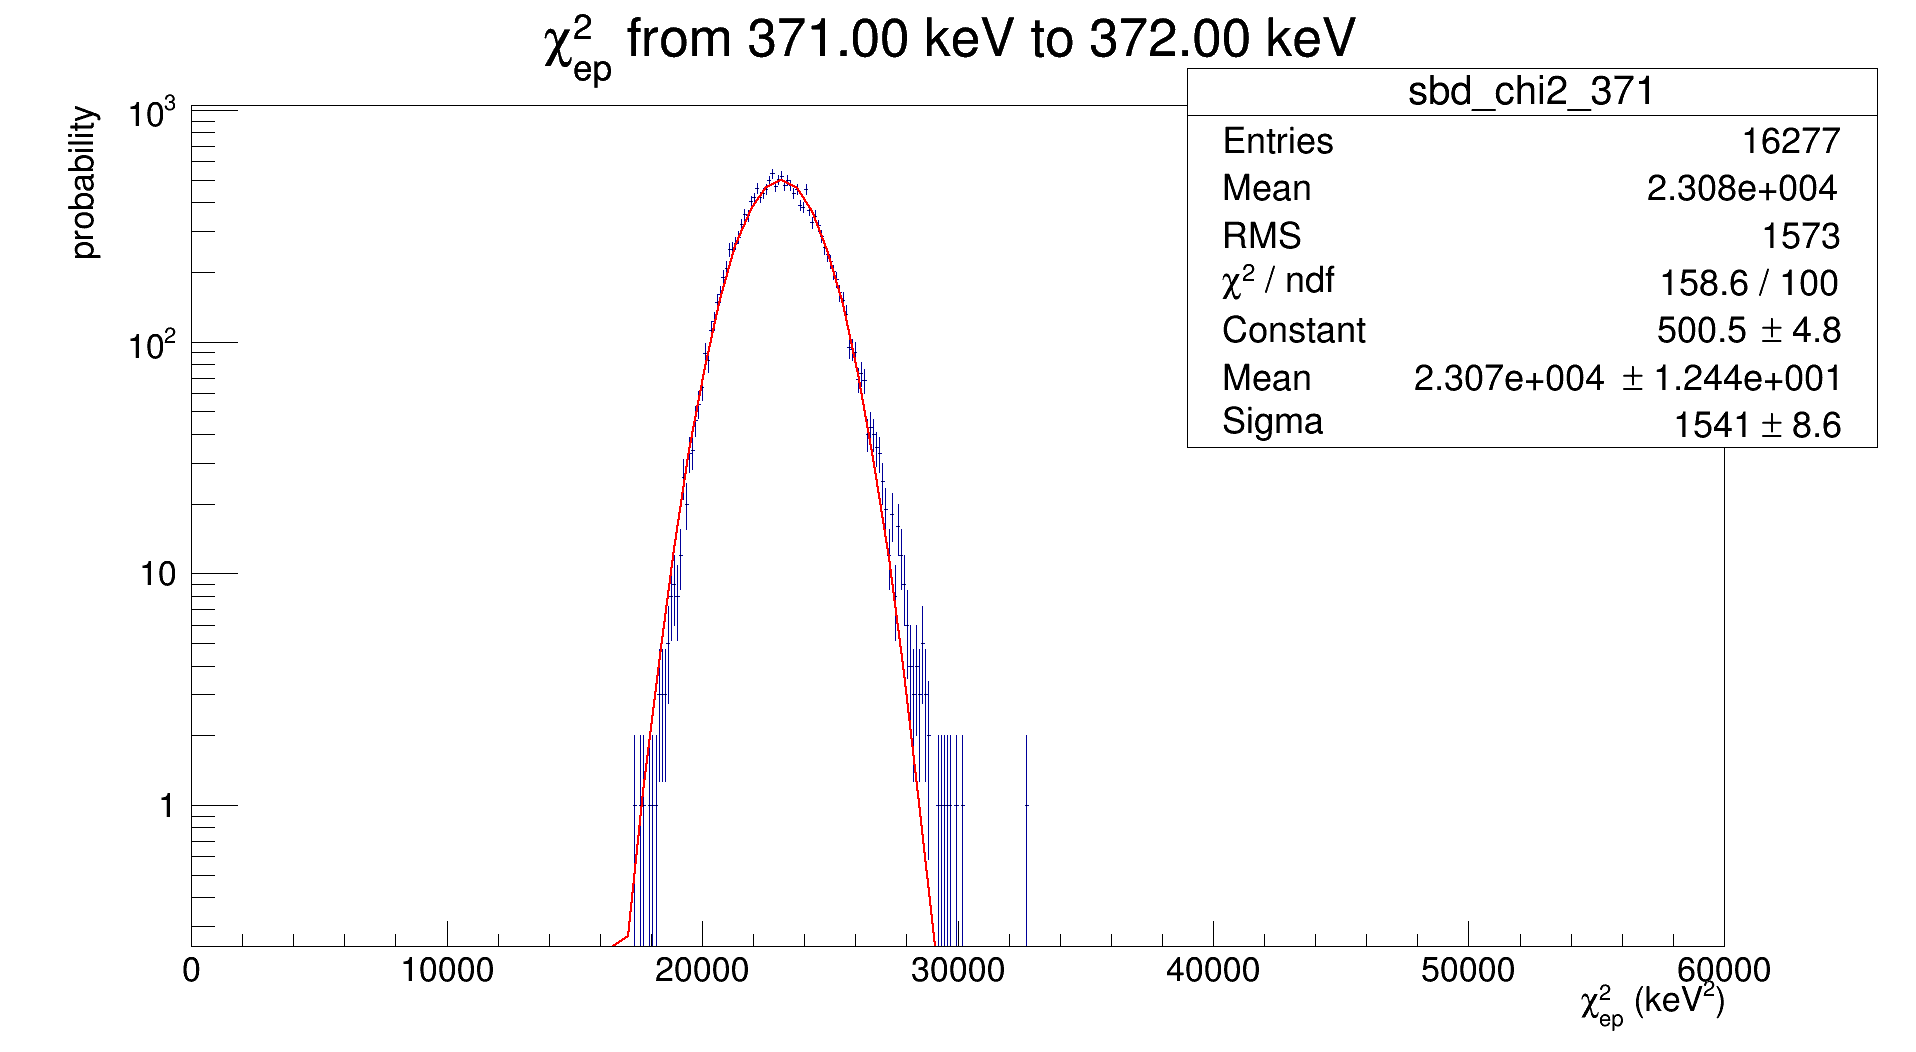 χ²ep from 371.00 keV to 372.00 keV
sbd_chi2_371
Entries 16277
Mean 2.308e+004
RMS 1573
χ² / ndf 158.6 / 100
Constant 500.5 ± 4.8
Mean 2.307e+004 ± 1.244e+001
Sigma 1541 ± 8.6
probability
10³
10²
10
1
0 10000 20000 30000 40000 50000 60000
χ²ep (keV²)